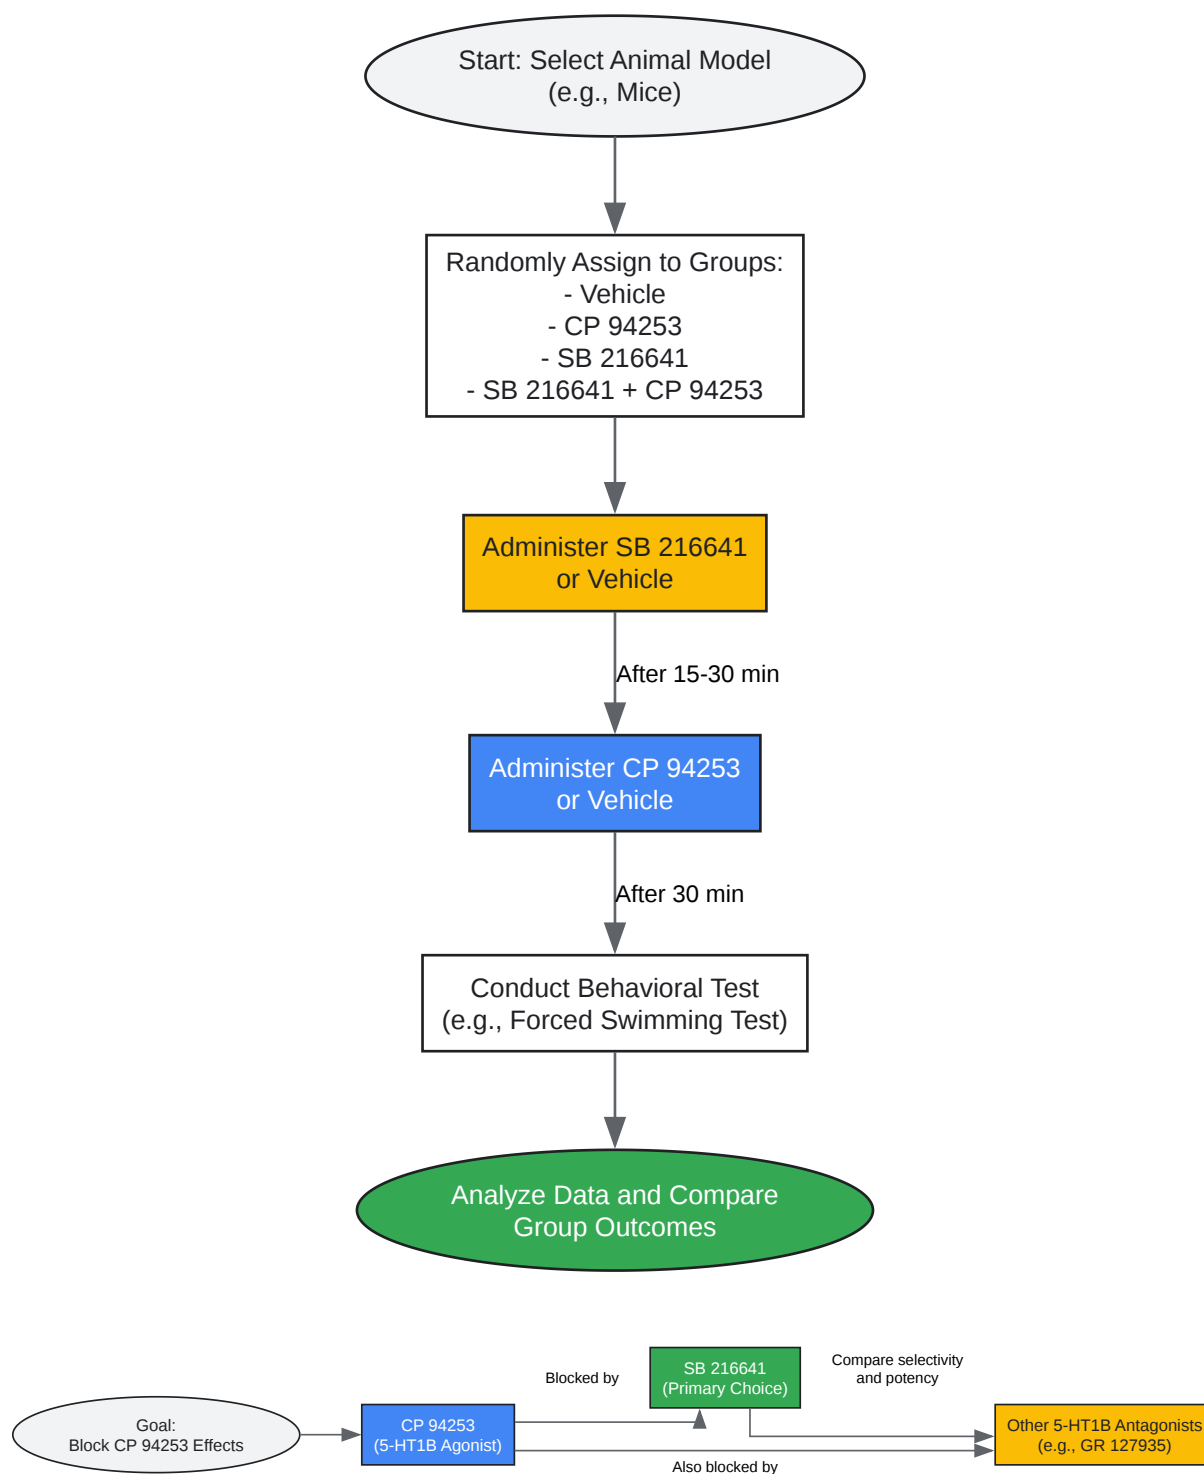 Start: Select Animal Model
(e.g., Mice)
Randomly Assign to Groups:
- Vehicle
- CP 94253
- SB 216641
- SB 216641 + CP 94253
Administer SB 216641
or Vehicle
After 15-30 min
Administer CP 94253
or Vehicle
After 30 min
Conduct Behavioral Test
(e.g., Forced Swimming Test)
Analyze Data and Compare
Group Outcomes
Goal:
Block CP 94253 Effects
CP 94253
(5-HT1B Agonist)
Blocked by
SB 216641
(Primary Choice)
Compare selectivity
and potency
Also blocked by
Other 5-HT1B Antagonists
(e.g., GR 127935)